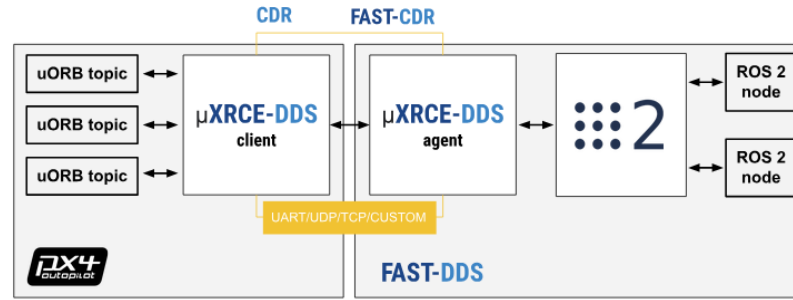 CDR FAST-CDR
uORB topic
uORB topic
uORB topic
µXRCE-DDS
client
µXRCE-DDS
agent
2
ROS 2
node
ROS 2
node
UART/UDP/TCP/CUSTOM
px4
autopilot
FAST-DDS